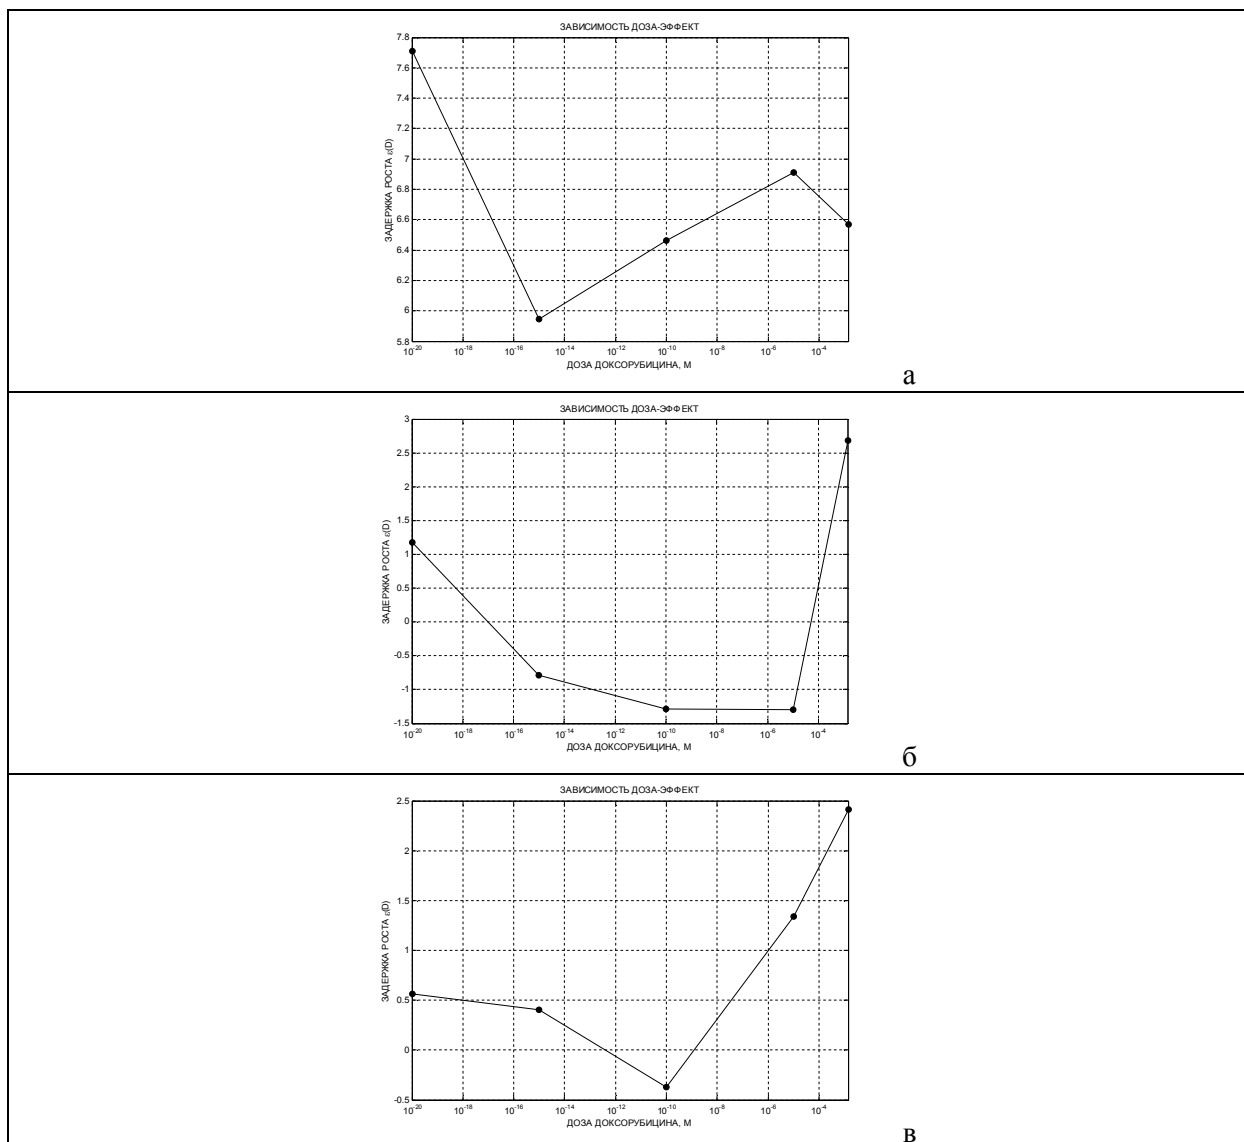 ЗАВИСИМОСТЬ ДОЗА-ЭФФЕКТ
7.8
7.6
7.4
7.2
7
6.8
6.6
6.4
6.2
6
5.8
ЗАДЕРЖКА РОСТА ε(D)
10^-20 10^-18 10^-16 10^-14 10^-12 10^-10 10^-8 10^-6 10^-4
ДОЗА ДОКСОРУБИЦИНА, М
а
ЗАВИСИМОСТЬ ДОЗА-ЭФФЕКТ
3
2.5
2
1.5
1
0.5
0
-0.5
-1
-1.5
ЗАДЕРЖКА РОСТА ε(D)
10^-20 10^-18 10^-16 10^-14 10^-12 10^-10 10^-8 10^-6 10^-4
ДОЗА ДОКСОРУБИЦИНА, М
б
ЗАВИСИМОСТЬ ДОЗА-ЭФФЕКТ
2.5
2
1.5
1
0.5
0
-0.5
ЗАДЕРЖКА РОСТА ε(D)
10^-20 10^-18 10^-16 10^-14 10^-12 10^-10 10^-8 10^-6 10^-4
ДОЗА ДОКСОРУБИЦИНА, М
в